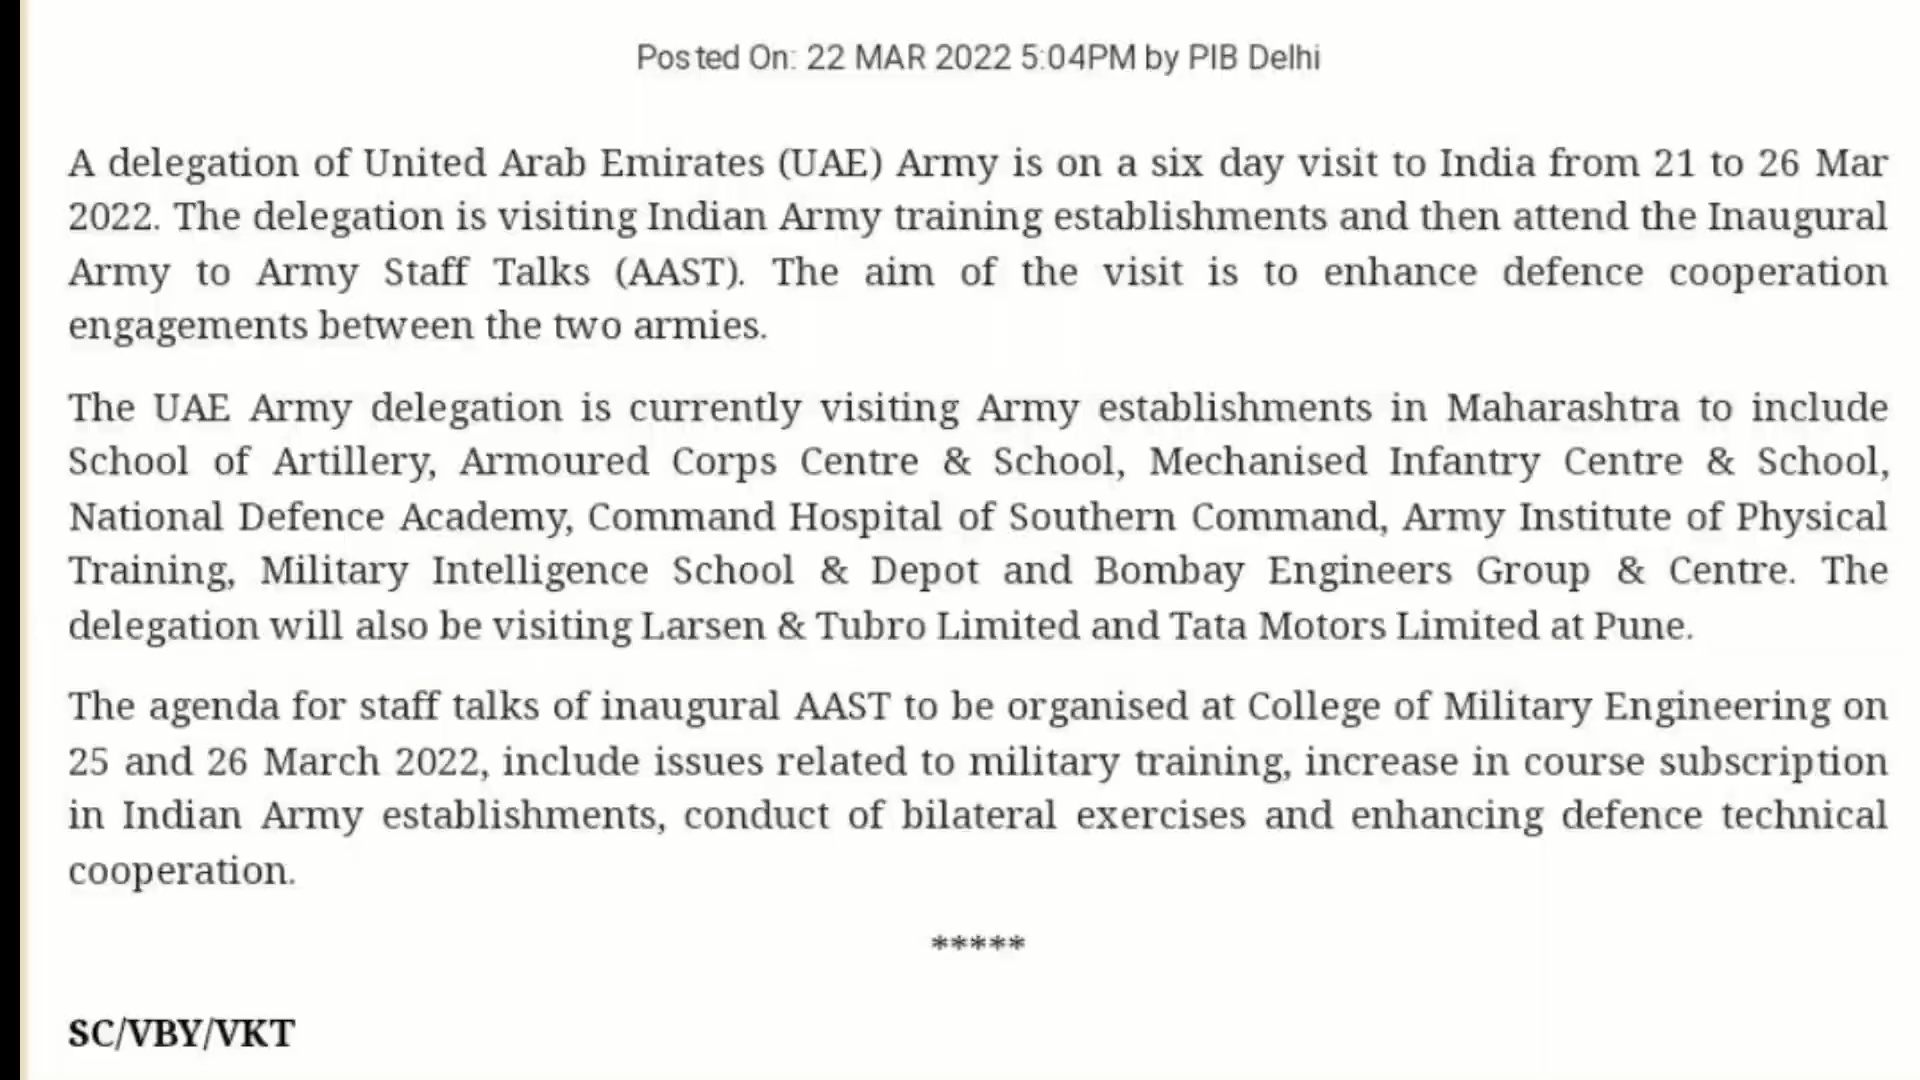 Posted On: 22 MAR 2022 5:04PM by PIB Delhi
A delegation of United Arab Emirates (UAE) Army is on a six day visit to India from 21 to 26 Mar
2022. The delegation is visiting Indian Army training establishments and then attend the Inaugural
Army to Army Staff Talks (AAST). The aim of the visit is to enhance defence cooperation
engagements between the two armies.
The UAE Army delegation is currently visiting Army establishments in Maharashtra to include
School of Artillery, Armoured Corps Centre & School, Mechanised Infantry Centre & School,
National Defence Academy, Command Hospital of Southern Command, Army Institute of Physical
Training, Military Intelligence School & Depot and Bombay Engineers Group & Centre. The
delegation will also be visiting Larsen & Tubro Limited and Tata Motors Limited at Pune.
The agenda for staff talks of inaugural AAST to be organised at College of Military Engineering on
25 and 26 March 2022, include issues related to military training, increase in course subscription
in Indian Army establishments, conduct of bilateral exercises and enhancing defence technical
cooperation.
*****
SC/VBY/VKT